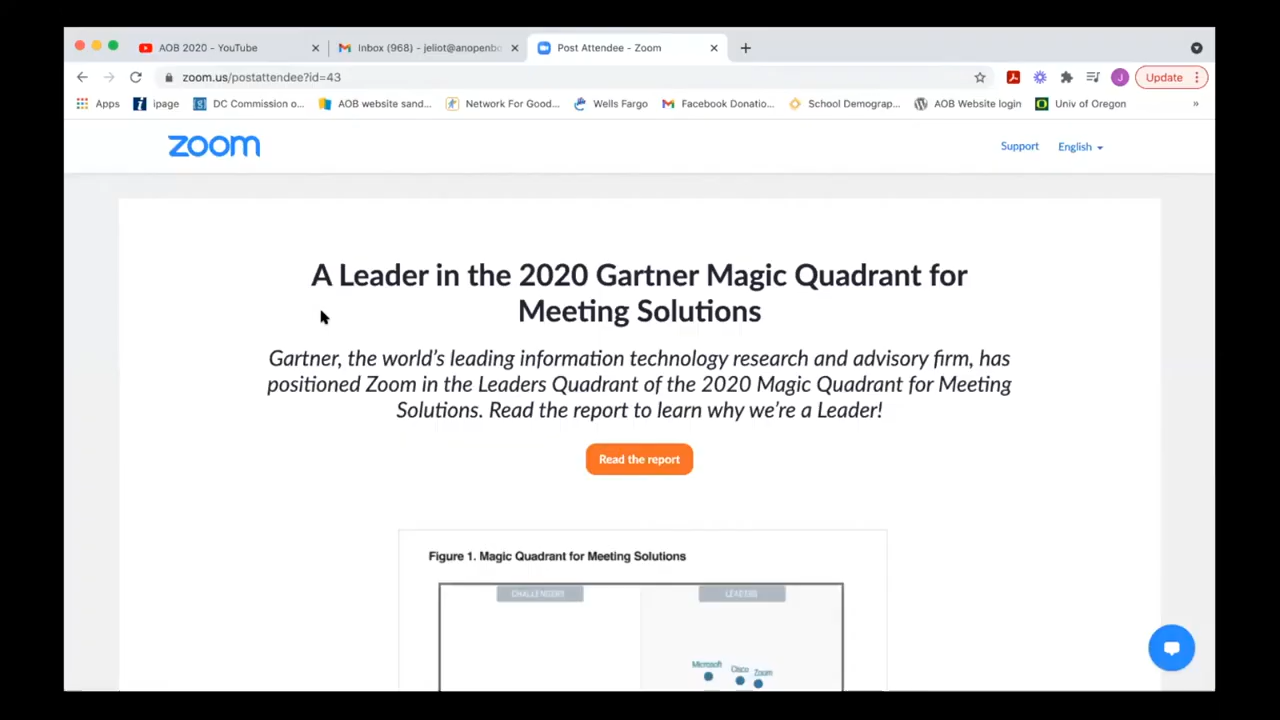 AOB 2020 - YouTube
Inbox (968) - jeliot@anopenbo
Post Attendee - Zoom
zoom.us/postattendee?id=43
J
Update
Apps
ipage
DC Commission o...
AOB website sand...
Network For Good...
Wells Fargo
Facebook Donatio...
School Demograp...
AOB Website login
Univ of Oregon
»
zoom
Support
English
A Leader in the 2020 Gartner Magic Quadrant for
Meeting Solutions
Gartner, the world's leading information technology research and advisory firm, has
positioned Zoom in the Leaders Quadrant of the 2020 Magic Quadrant for Meeting
Solutions. Read the report to learn why we're a Leader!
Read the report
Figure 1. Magic Quadrant for Meeting Solutions
CHALLENGERS
LEADERS
Microsoft
Cisco
Zoom